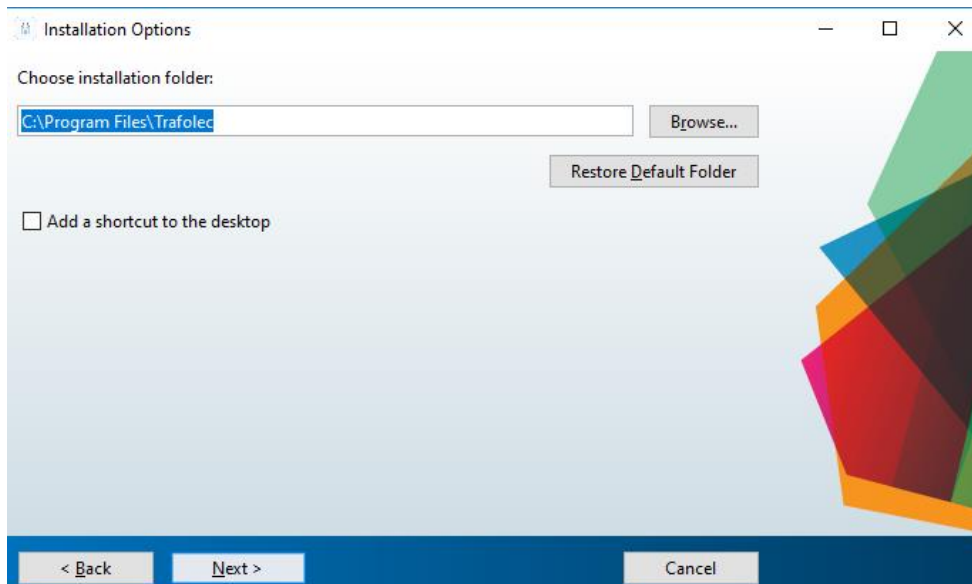 Installation Options
Choose installation folder:
C:\Program Files\Trafolec
Browse...
Restore Default Folder
Add a shortcut to the desktop
< Back
Next >
Cancel